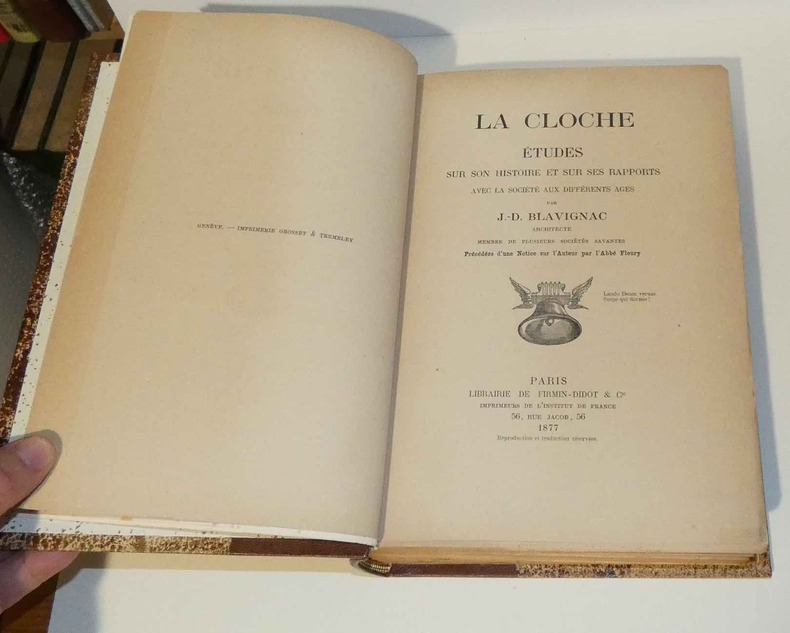 GENÈVE. — IMPRIMERIE GROSSET & TREMBLEY
LA CLOCHE
ÉTUDES
SUR SON HISTOIRE ET SUR SES RAPPORTS
AVEC LA SOCIÉTÉ AUX DIFFÉRENTS AGES
PAR
J.-D. BLAVIGNAC
ARCHITECTE
MEMBRE DE PLUSIEURS SOCIÉTÉS SAVANTES
Précédées d'une Notice sur l'Auteur par l'Abbé Fleury
Laudo Deum verum
Surge qui dormis!
PARIS
LIBRAIRIE DE FIRMIN-DIDOT & Cie
IMPRIMEURS DE L'INSTITUT DE FRANCE
56, RUE JACOB, 56
1877
Reproduction et traduction réservées.